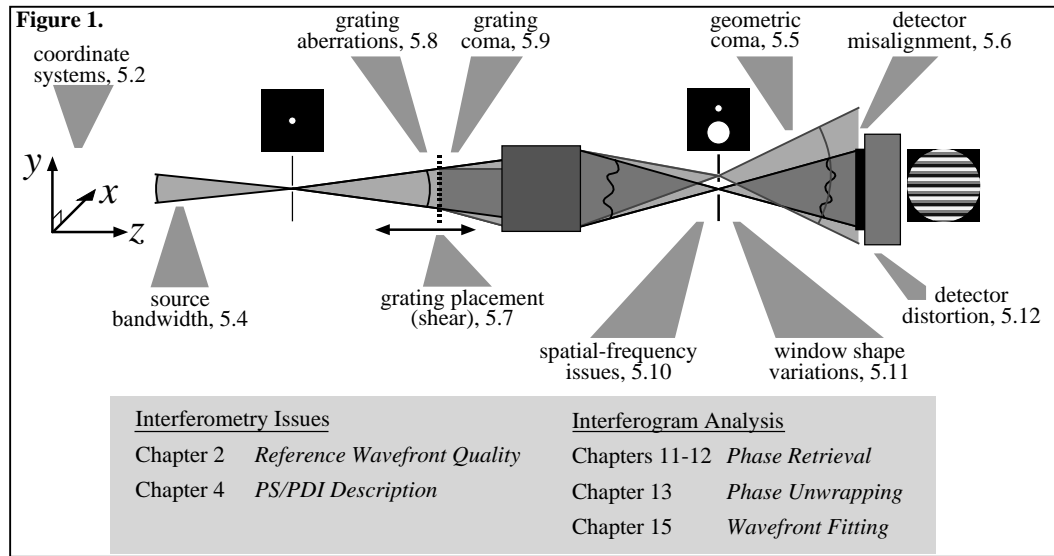 Figure 1.
coordinate
systems, 5.2
grating
aberrations, 5.8
grating
coma, 5.9
geometric
coma, 5.5
detector
misalignment, 5.6
y
x
z
source
bandwidth, 5.4
grating placement
(shear), 5.7
spatial-frequency
issues, 5.10
window shape
variations, 5.11
detector
distortion, 5.12
Interferometry Issues
Chapter 2 Reference Wavefront Quality
Chapter 4 PS/PDI Description
Interferogram Analysis
Chapters 11-12 Phase Retrieval
Chapter 13 Phase Unwrapping
Chapter 15 Wavefront Fitting